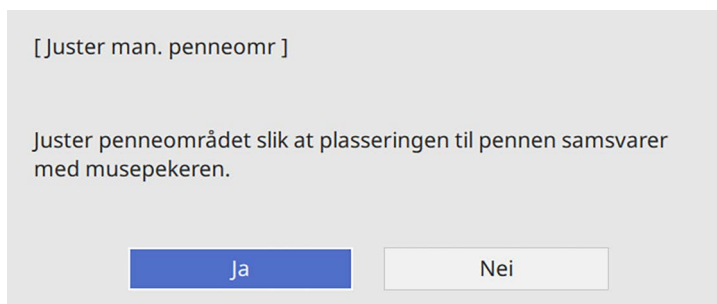 [ Juster man. penneomr ]
Juster penneområdet slik at plasseringen til pennen samsvarer
med musepekeren.
Ja
Nei